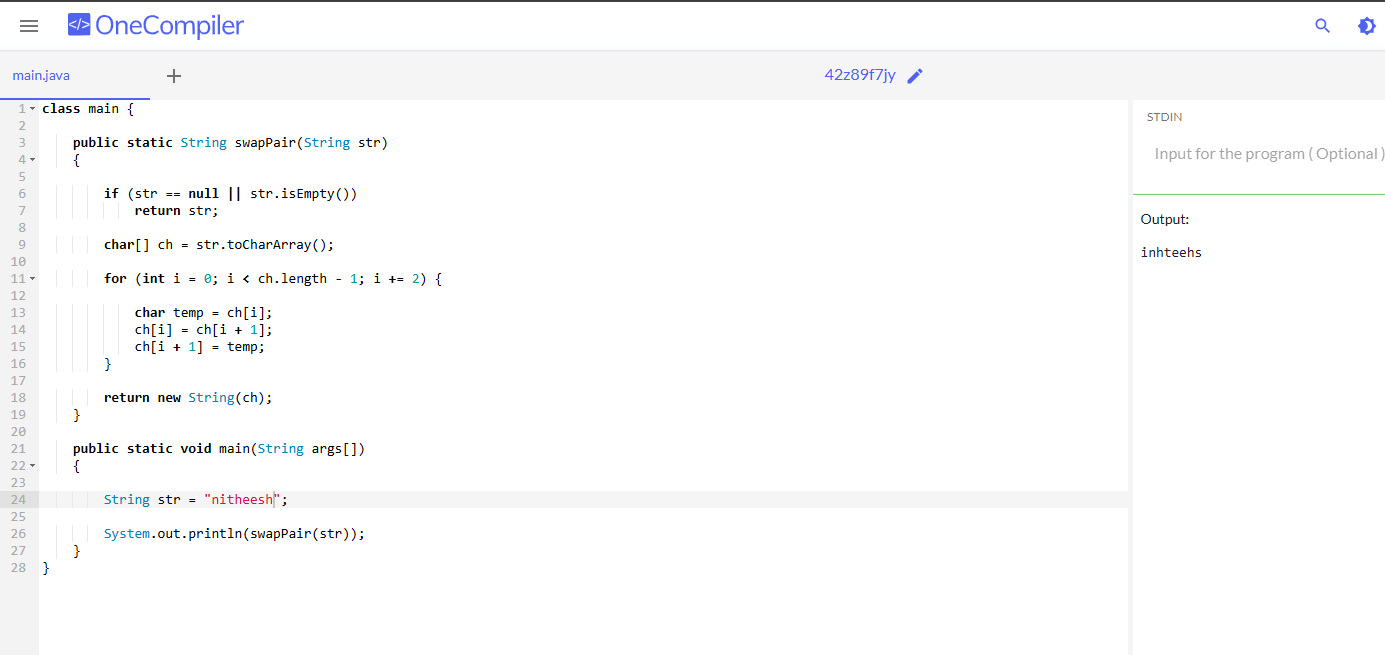 </> OneCompiler
main.java
+
42z89f7jy
1 class main {
2
3     public static String swapPair(String str)
4     {
5
6         if (str == null || str.isEmpty())
7             return str;
8
9         char[] ch = str.toCharArray();
10
11         for (int i = 0; i < ch.length - 1; i += 2) {
12
13             char temp = ch[i];
14             ch[i] = ch[i + 1];
15             ch[i + 1] = temp;
16         }
17
18         return new String(ch);
19     }
20
21     public static void main(String args[])
22     {
23
24         String str = "nitheesh";
25
26         System.out.println(swapPair(str));
27     }
28 }
STDIN
Input for the program ( Optional )
Output:
inhteehs